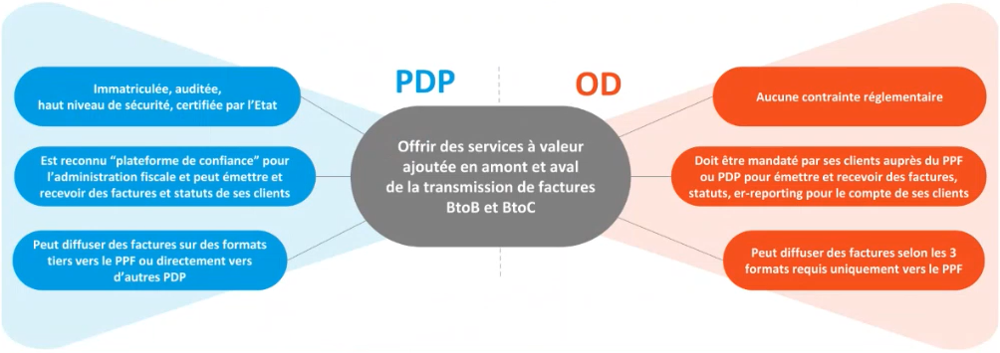 PDP
OD
Immatriculée, auditée,
haut niveau de sécurité, certifiée par l’Etat
Est reconnu “plateforme de confiance” pour
l’administration fiscale et peut émettre et
recevoir des factures et statuts de ses clients
Peut diffuser des factures sur des formats
tiers vers le PPF ou directement vers
d’autres PDP
Offrir des services à valeur
ajoutée en amont et aval
de la transmission de factures
BtoB et BtoC
Aucune contrainte réglementaire
Doit être mandaté par ses clients auprès du PPF
ou PDP pour émettre et recevoir des factures,
statuts, er-reporting pour le compte de ses clients
Peut diffuser des factures selon les 3
formats requis uniquement vers le PPF